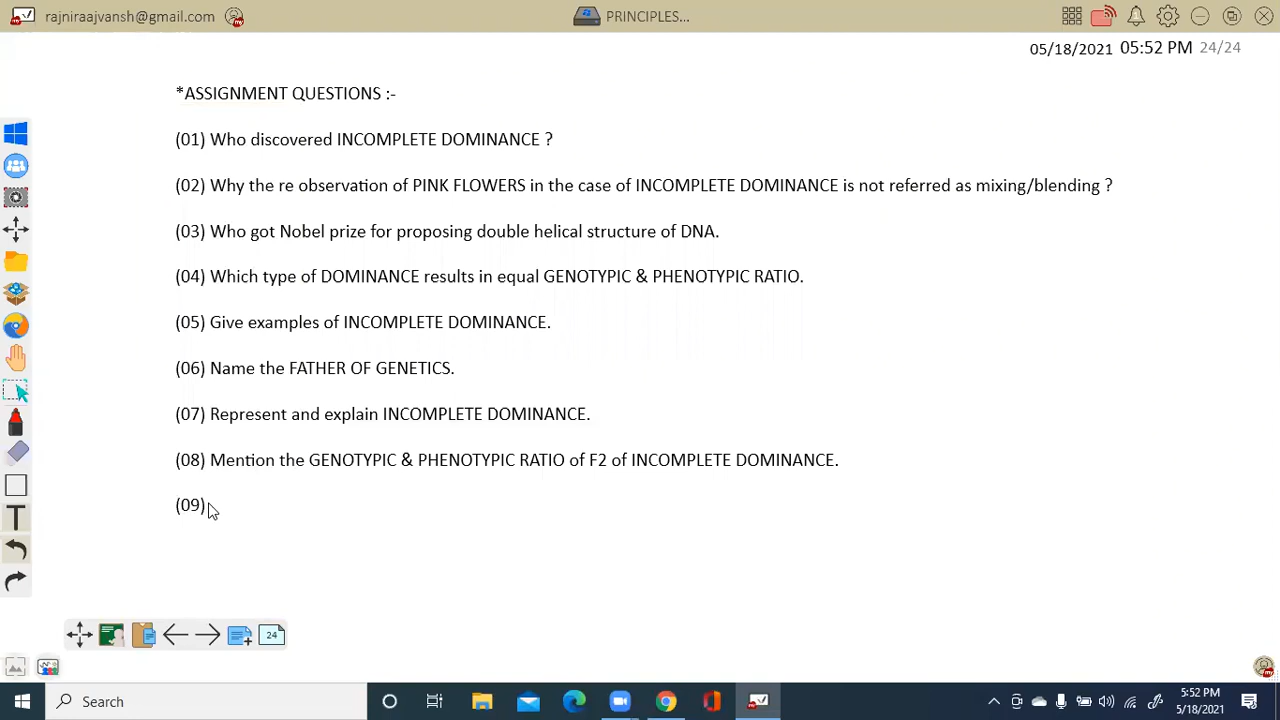 rajniraajvansh@gmail.com
PRINCIPLES...
05/18/2021 05:52 PM 24/24
*ASSIGNMENT QUESTIONS :-
(01) Who discovered INCOMPLETE DOMINANCE ?
(02) Why the re observation of PINK FLOWERS in the case of INCOMPLETE DOMINANCE is not referred as mixing/blending ?
(03) Who got Nobel prize for proposing double helical structure of DNA.
(04) Which type of DOMINANCE results in equal GENOTYPIC & PHENOTYPIC RATIO.
(05) Give examples of INCOMPLETE DOMINANCE.
(06) Name the FATHER OF GENETICS.
(07) Represent and explain INCOMPLETE DOMINANCE.
(08) Mention the GENOTYPIC & PHENOTYPIC RATIO of F2 of INCOMPLETE DOMINANCE.
(09)
T
24
Search
5:52 PM
5/18/2021